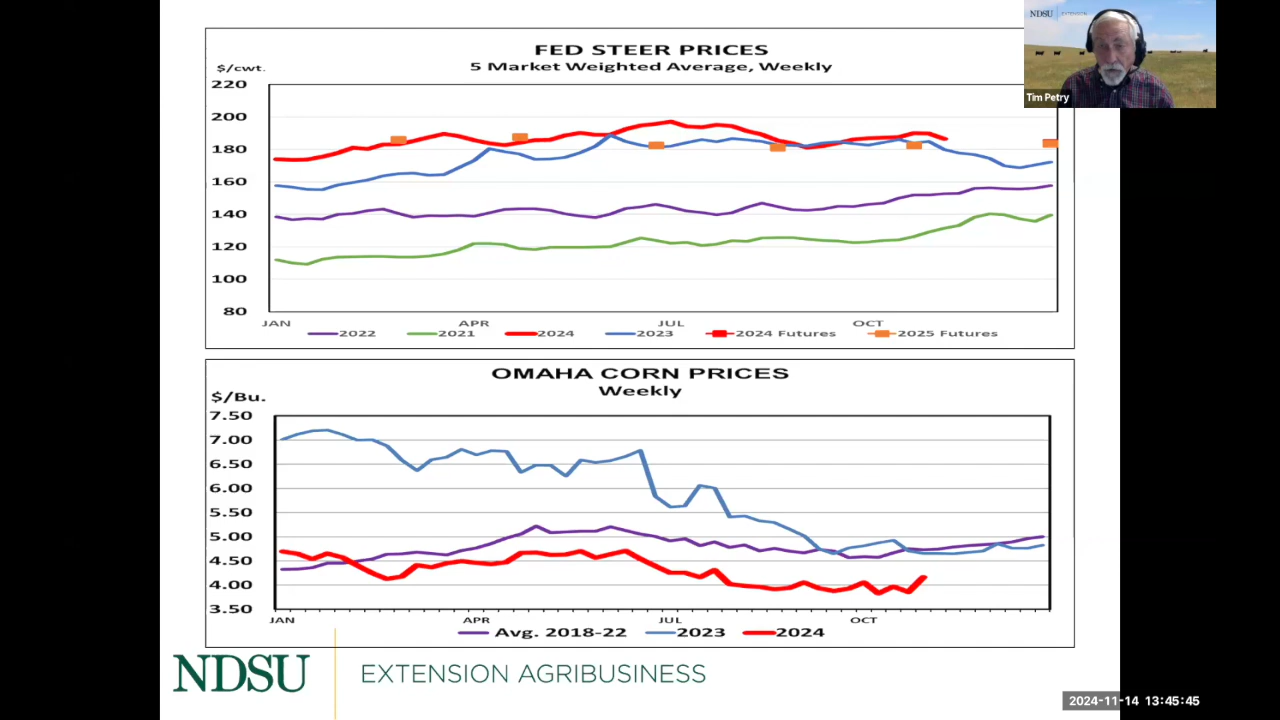 FED STEER PRICES
5 Market Weighted Average, Weekly
$/cwt.
220
200
180
160
140
120
100
80
JAN APR JUL OCT
2022 2021 2024 2023 2024 Futures 2025 Futures
NDSU EXTENSION
Tim Petry
OMAHA CORN PRICES
Weekly
$/Bu.
7.50
7.00
6.50
6.00
5.50
5.00
4.50
4.00
3.50
JAN APR JUL OCT
Avg. 2018-22 2023 2024
NDSU EXTENSION AGRIBUSINESS
2024-11-14 13:45:45